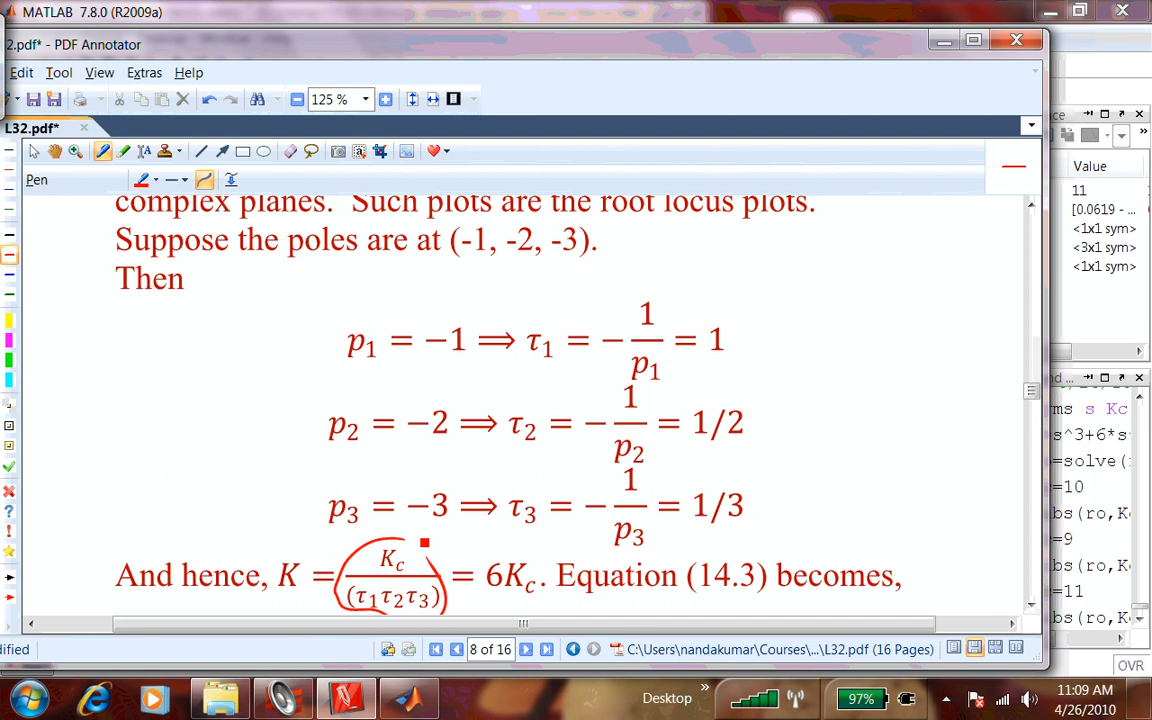 MATLAB 7.8.0 (R2009a)
2.pdf* - PDF Annotator
Edit Tool View Extras Help
125 %
L32.pdf*
Pen
complex planes. Such plots are the root locus plots.
Suppose the poles are at (-1, -2, -3).
Then
p₁ = −1 ⟹ τ₁ = − 1/p₁ = 1
p₂ = −2 ⟹ τ₂ = − 1/p₂ = 1/2
p₃ = −3 ⟹ τ₃ = − 1/p₃ = 1/3
And hence, K = K_c/(τ₁τ₂τ₃) = 6K_c. Equation (14.3) becomes,
ce
Value
11
[0.0619 - ...
<1x1 sym>
<3x1 sym>
<1x1 sym>
nd ...
ms s Kc
s^3+6*s
=solve(
=10
bs(ro,K
=9
bs(ro,K
=11
bs(ro,K
OVR
dified
8 of 16
C:\Users\nandakumar\Courses\...\L32.pdf (16 Pages)
Desktop
97%
11:09 AM
4/26/2010